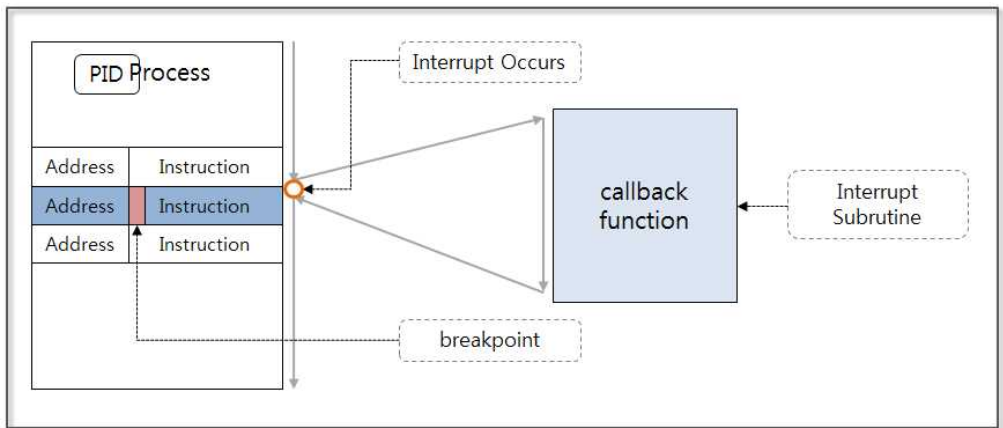 PID Process
Interrupt Occurs
Address Instruction
Address Instruction
Address Instruction
callback
function
Interrupt
Subrutine
breakpoint